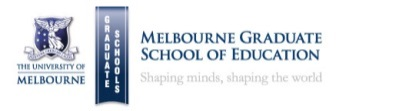 THE UNIVERSITY OF
MELBOURNE
GRADUATE
SCHOOLS
MELBOURNE GRADUATE
SCHOOL OF EDUCATION
Shaping minds, shaping the world